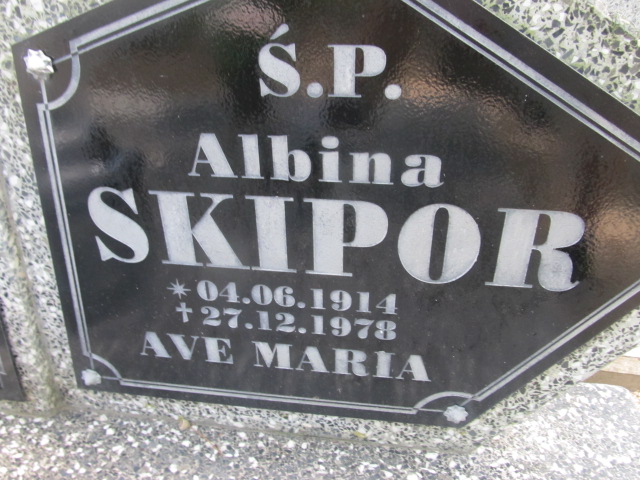 Ś.P.
Albina
SKIPOR
* 04.06.1914
✝ 27.12.1978
AVE MARIA